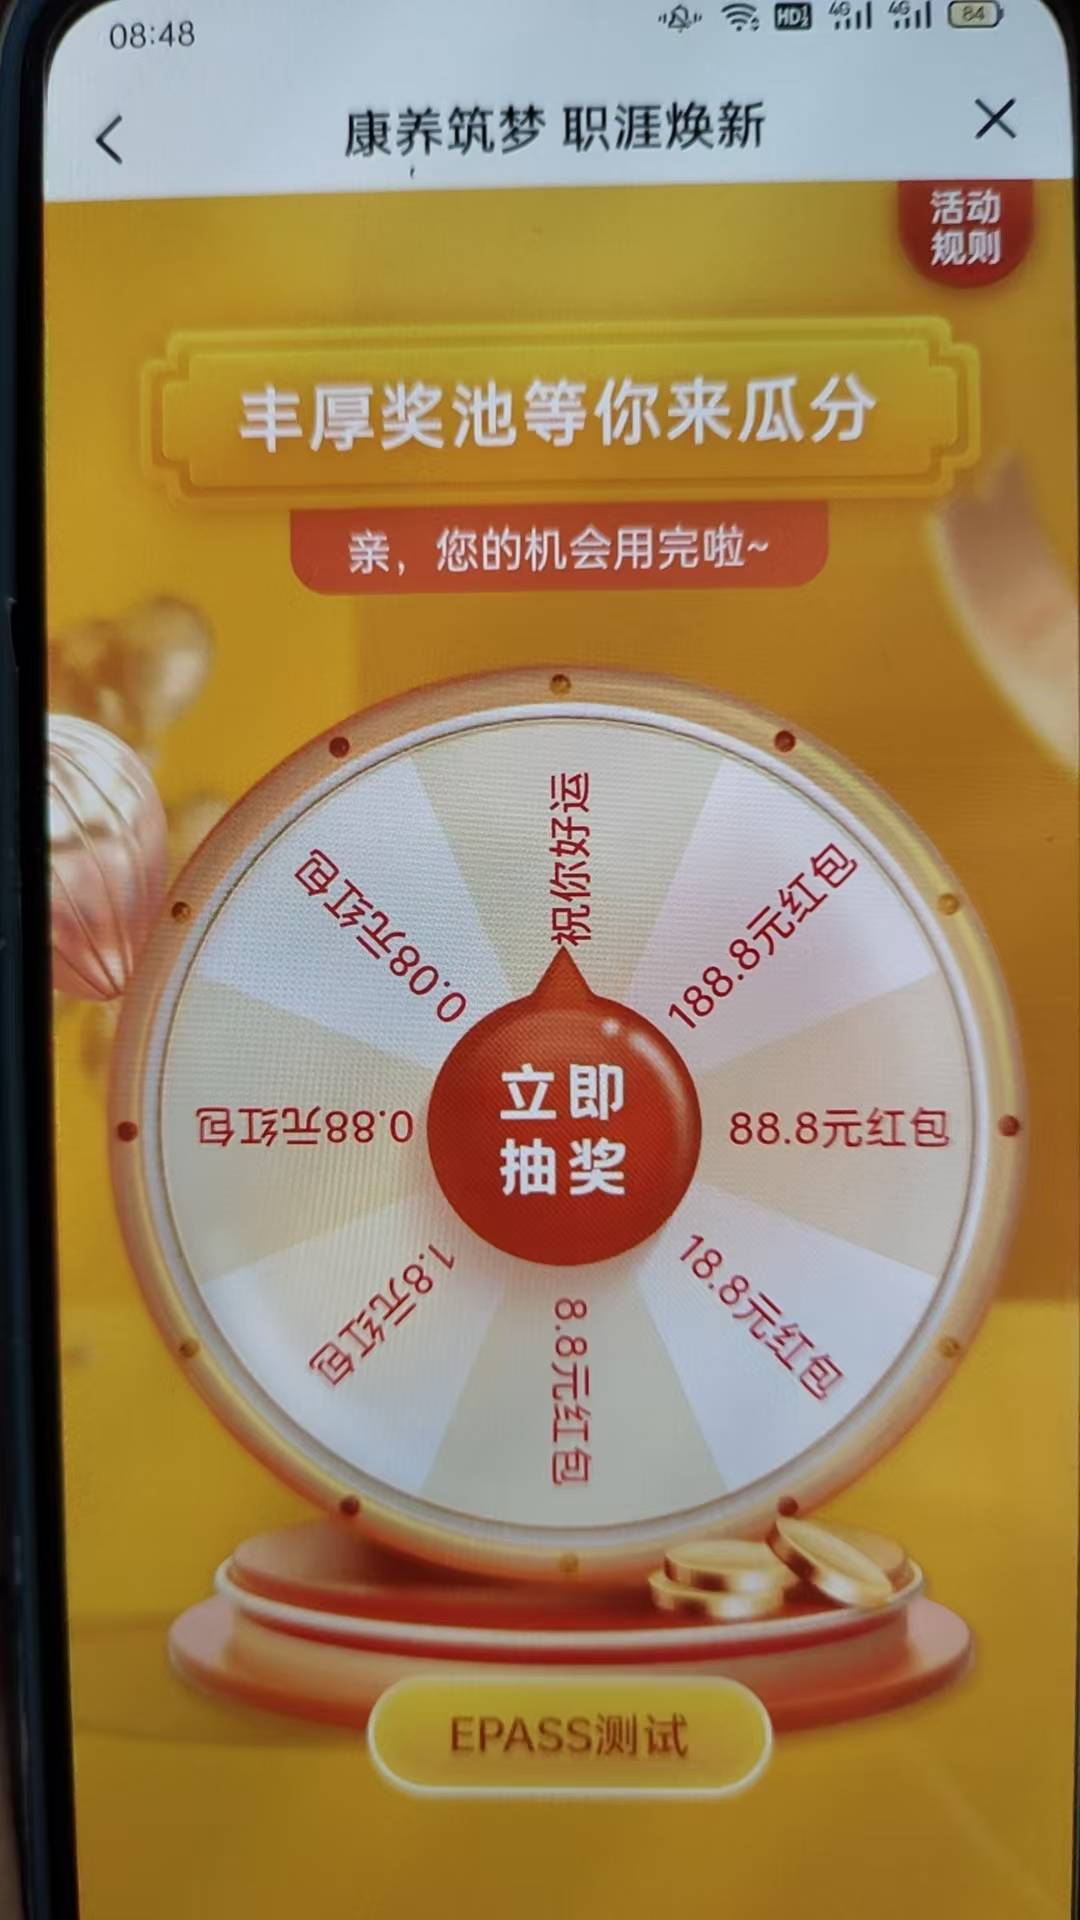 08:48
HD 4G 4G 84
康养筑梦 职涯焕新
活动
规则
丰厚奖池等你来瓜分
亲，您的机会用完啦~
祝你好运
188.8元红包
88.8元红包
18.8元红包
8.8元红包
1.8元红包
0.88元红包
0.08元红包
立即
抽奖
EPASS测试